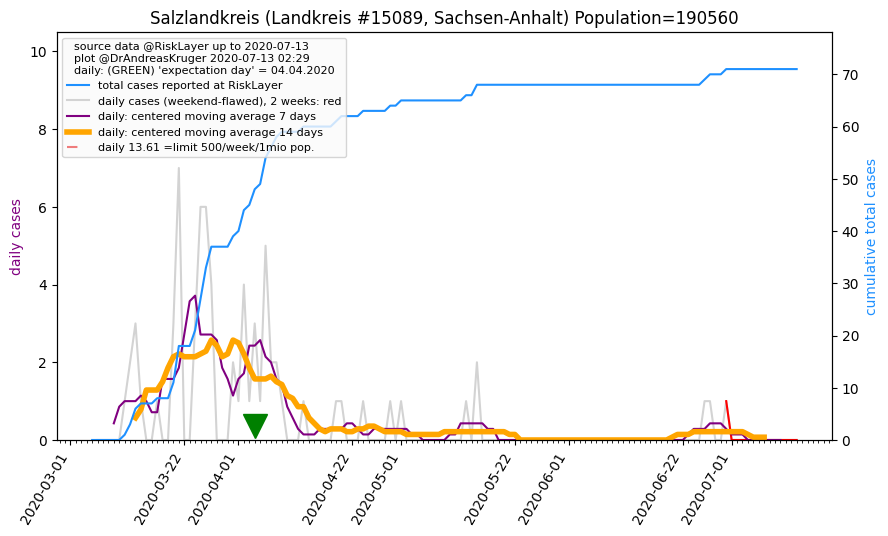 Salzlandkreis (Landkreis #15089, Sachsen-Anhalt) Population=190560
source data @RiskLayer up to 2020-07-13
plot @DrAndreasKruger 2020-07-13 02:29
daily: (GREEN) 'expectation day' = 04.04.2020
total cases reported at RiskLayer
daily cases (weekend-flawed), 2 weeks: red
daily: centered moving average 7 days
daily: centered moving average 14 days
daily 13.61 =limit 500/week/1mio pop.
daily cases
10
8
6
4
2
0
cumulative total cases
70
60
50
40
30
20
10
0
2020-03-01
2020-03-22
2020-04-01
2020-04-22
2020-05-01
2020-05-22
2020-06-01
2020-06-22
2020-07-01